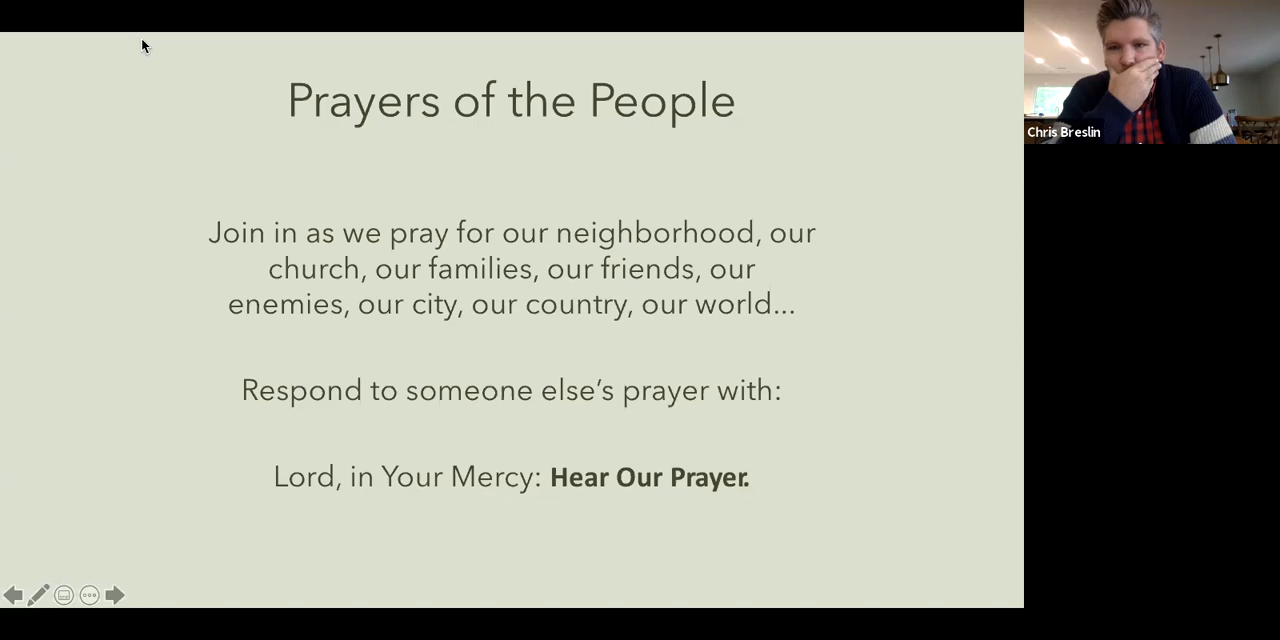 Prayers of the People
Join in as we pray for our neighborhood, our
church, our families, our friends, our
enemies, our city, our country, our world...
Respond to someone else’s prayer with:
Lord, in Your Mercy: Hear Our Prayer.
Chris Breslin